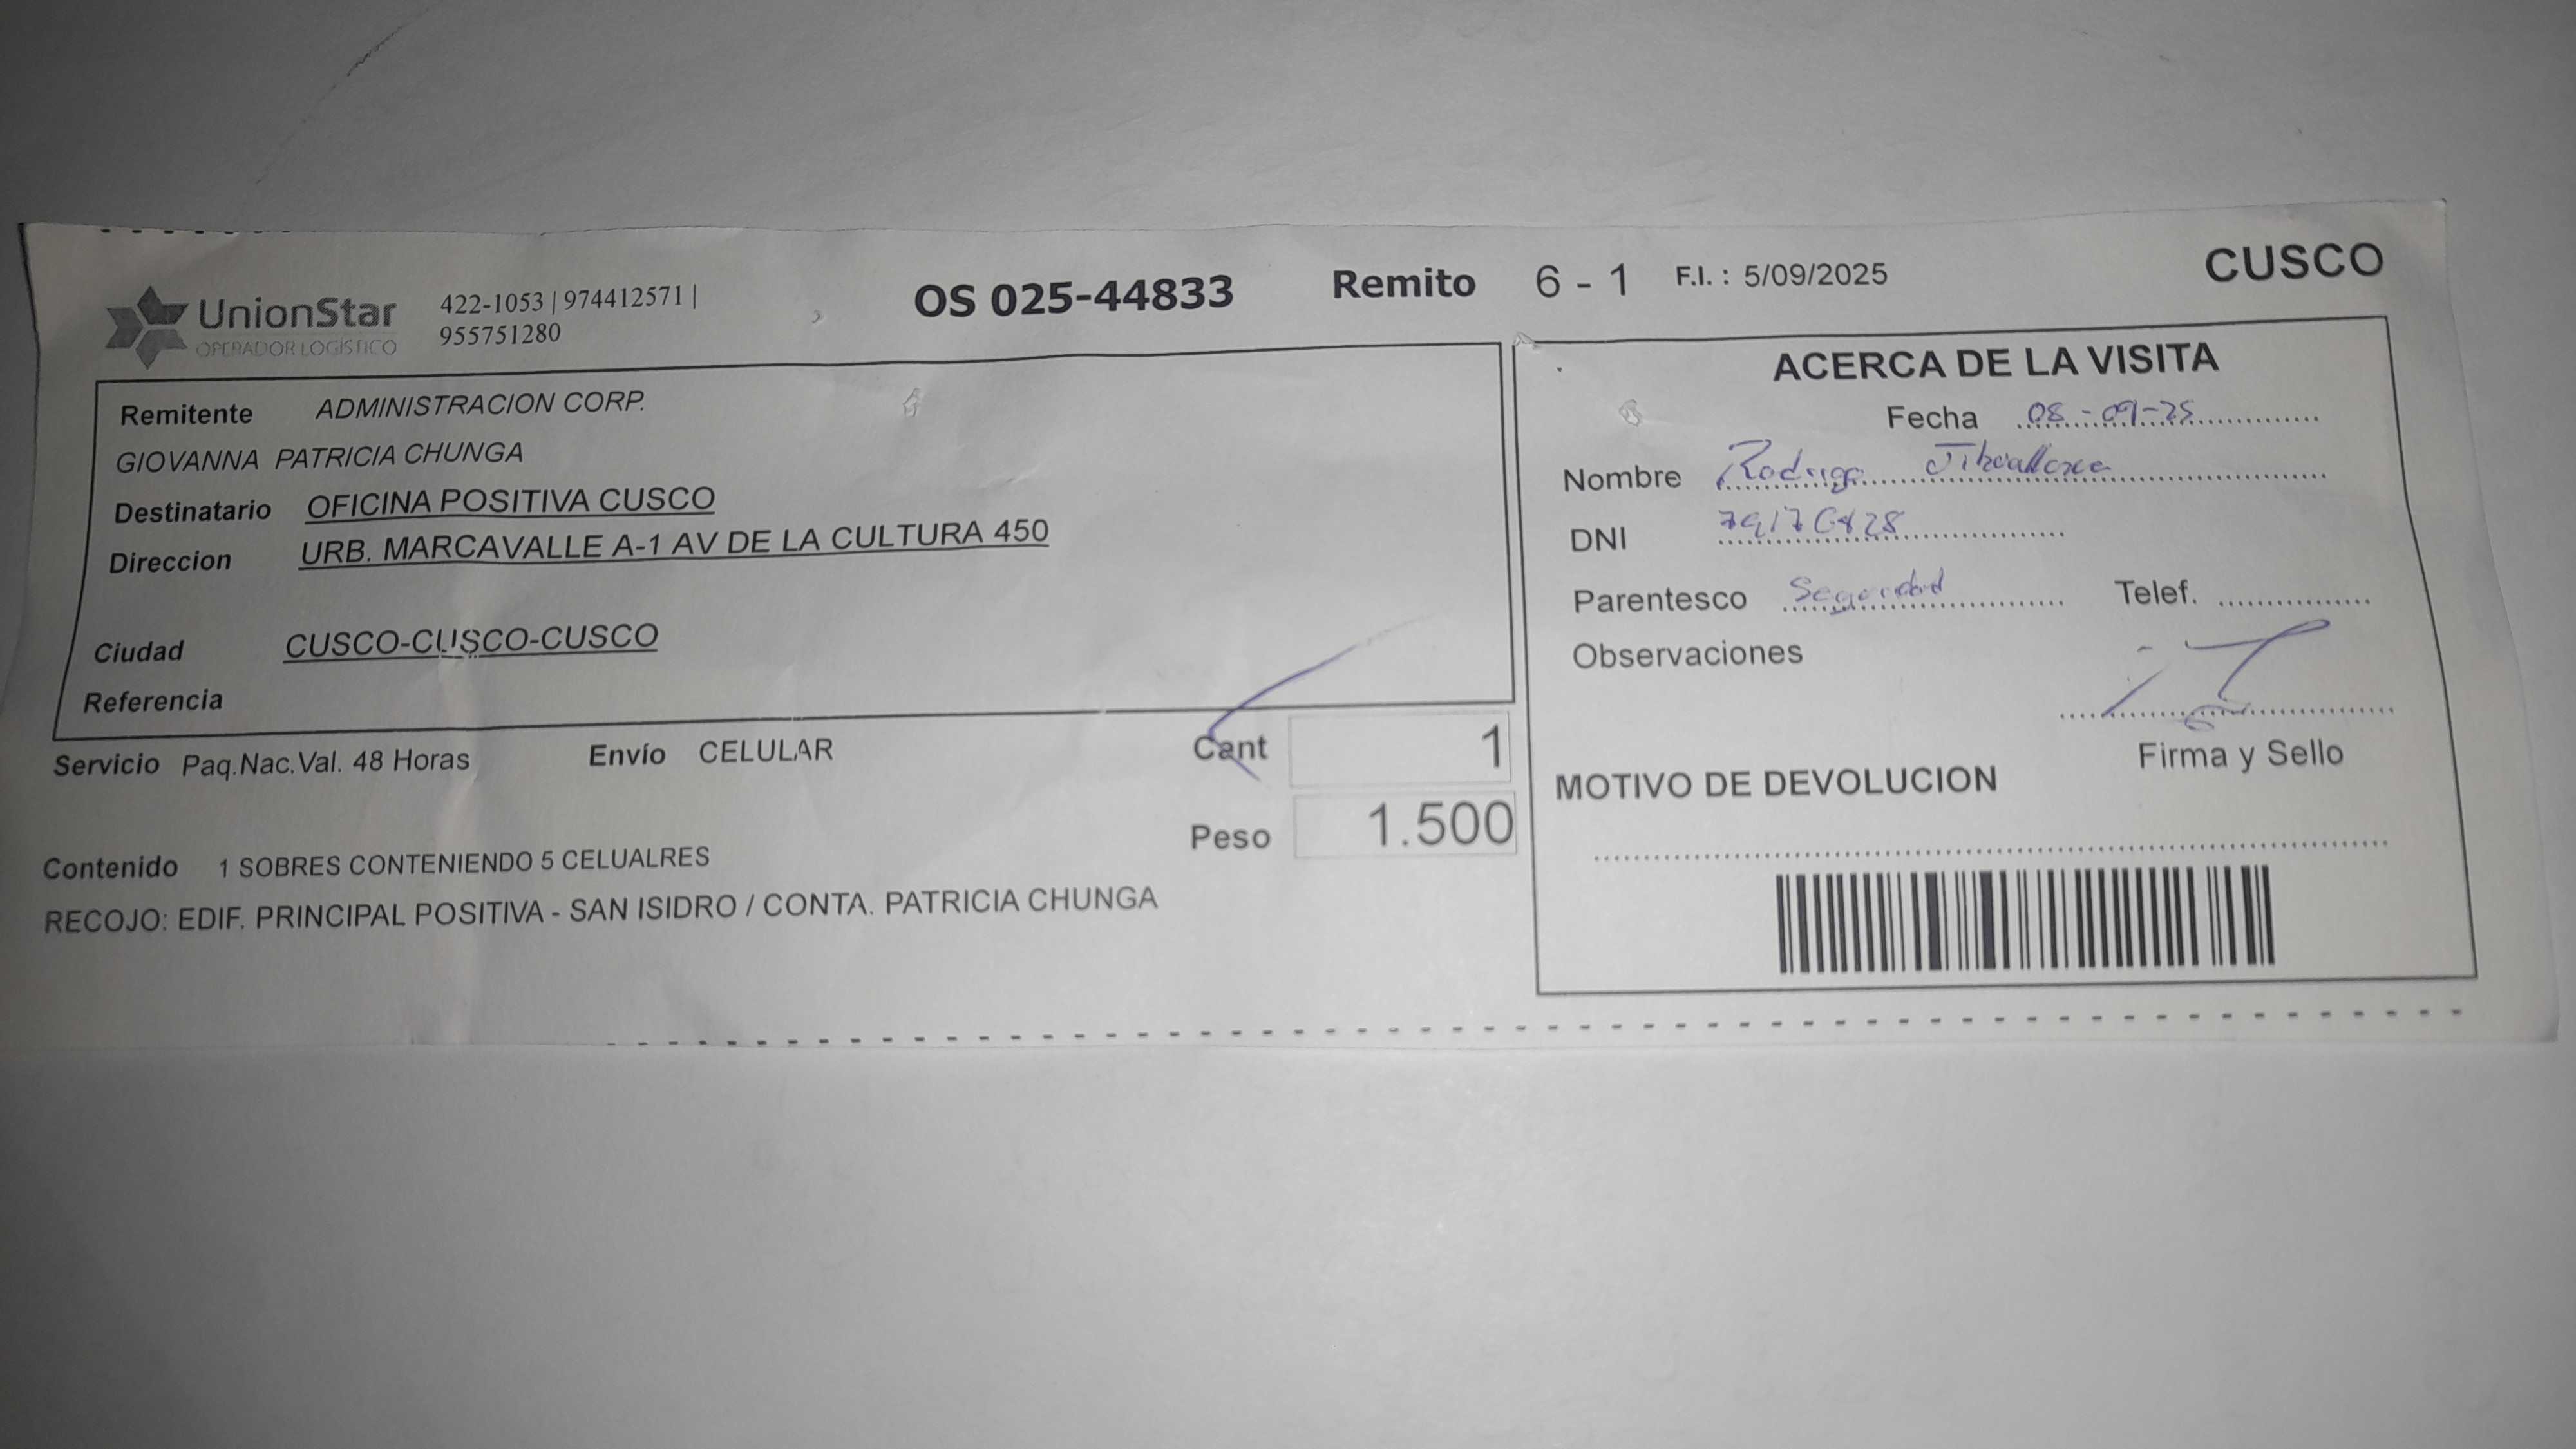 UnionStar
OPERADOR LOGÍSTICO
422-1053 | 974412571 |
955751280
OS 025-44833 Remito 6 - 1 F.I. : 5/09/2025 CUSCO
Remitente ADMINISTRACION CORP.
GIOVANNA PATRICIA CHUNGA
Destinatario OFICINA POSITIVA CUSCO
Direccion URB. MARCAVALLE A-1 AV DE LA CULTURA 450
Ciudad CUSCO-CUSCO-CUSCO
Referencia
Servicio Paq.Nac.Val. 48 Horas Envío CELULAR Cant 1
Peso 1.500
Contenido 1 SOBRES CONTENIENDO 5 CELUALRES
RECOJO: EDIF. PRINCIPAL POSITIVA - SAN ISIDRO / CONTA. PATRICIA CHUNGA
ACERCA DE LA VISITA
Fecha 08-09-25
Nombre Rodrigo
DNI
Parentesco Seguridad Telef.
Observaciones
Firma y Sello
MOTIVO DE DEVOLUCION